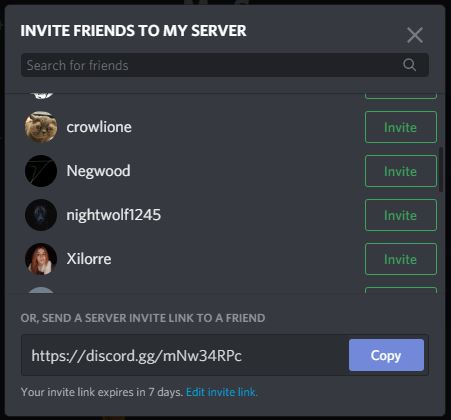 INVITE FRIENDS TO MY SERVER
Search for friends
crowlione Invite
Negwood Invite
nightwolf1245 Invite
Xilorre Invite
OR, SEND A SERVER INVITE LINK TO A FRIEND
https://discord.gg/mNw34RPc Copy
Your invite link expires in 7 days. Edit invite link.